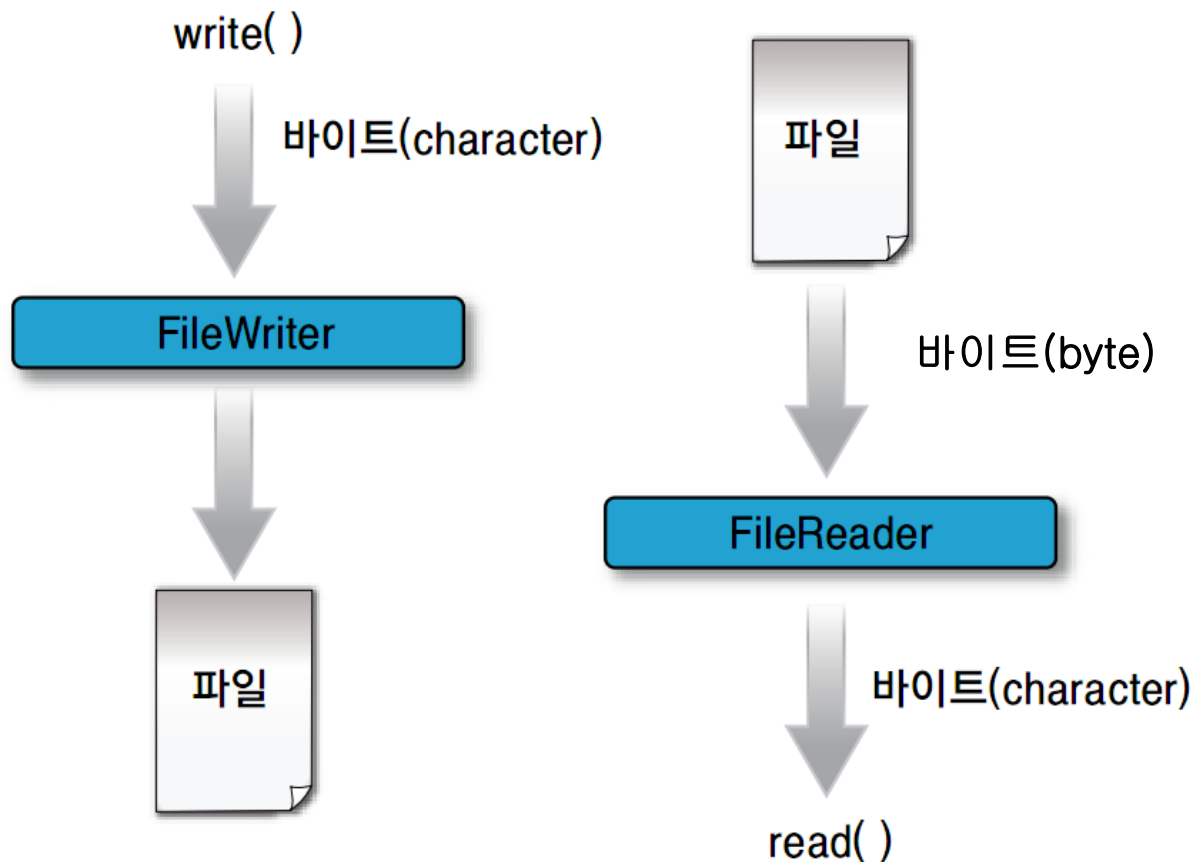 write( )
바이트(character)
FileWriter
파일
파일
바이트(byte)
FileReader
바이트(character)
read( )